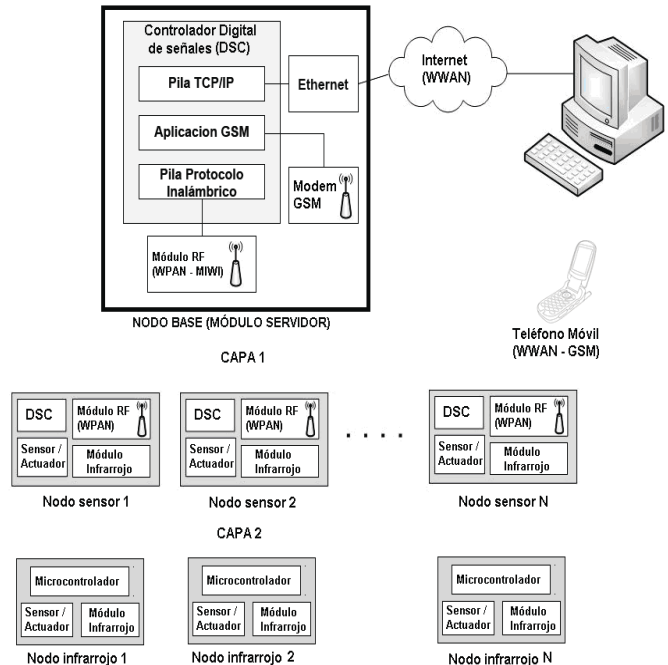 Controlador Digital
de señales (DSC)
Pila TCP/IP
Ethernet
Internet
(WWAN)
Aplicacion GSM
Pila Protocolo
Inalámbrico
Modem
GSM
Módulo RF
(WPAN - MIWI)
NODO BASE (MÓDULO SERVIDOR)
Teléfono Móvil
(WWAN - GSM)
CAPA 1
DSC
Módulo RF
(WPAN)
Sensor /
Actuador
Módulo
Infrarrojo
Nodo sensor 1
DSC
Módulo RF
(WPAN)
Sensor /
Actuador
Módulo
Infrarrojo
Nodo sensor 2
. . . .
DSC
Módulo RF
(WPAN)
Sensor /
Actuador
Módulo
Infrarrojo
Nodo sensor N
CAPA 2
Microcontrolador
Sensor /
Actuador
Módulo
Infrarrojo
Nodo infrarrojo 1
Microcontrolador
Sensor /
Actuador
Módulo
Infrarrojo
Nodo infrarrojo 2
Microcontrolador
Sensor /
Actuador
Módulo
Infrarrojo
Nodo infrarrojo N